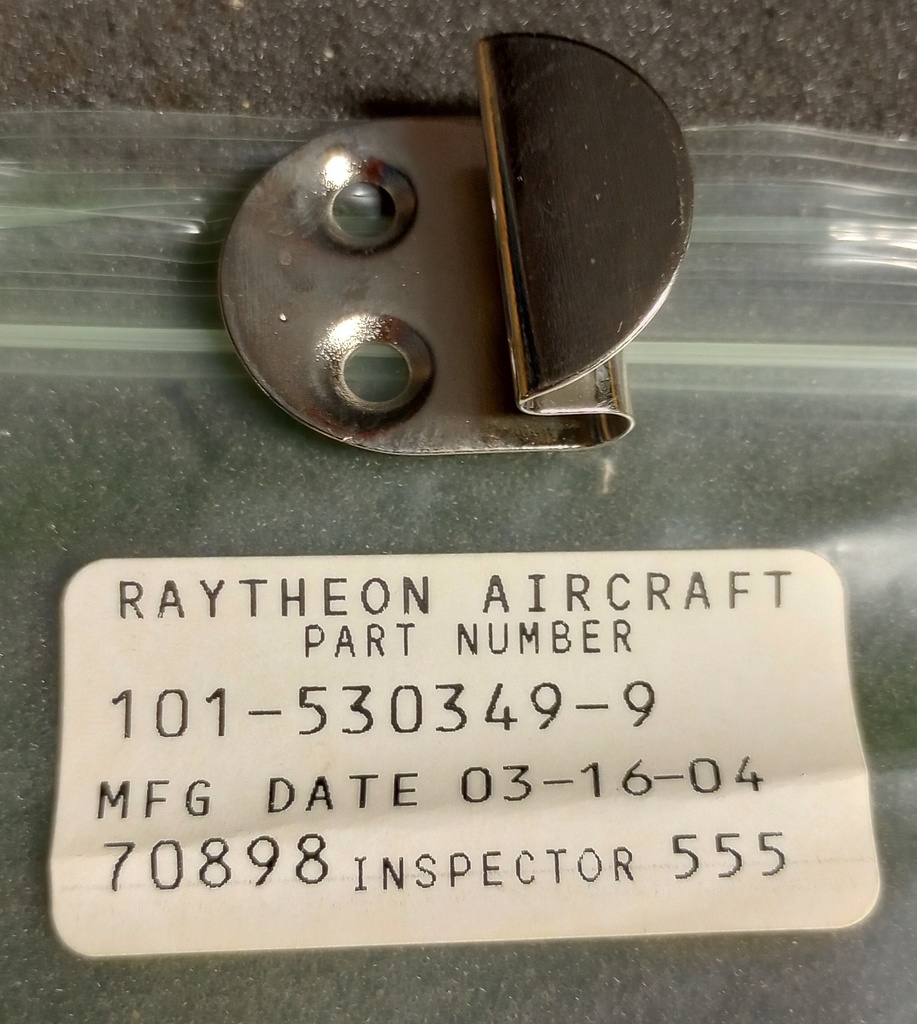 RAYTHEON AIRCRAFT
PART NUMBER
101-530349-9
MFG DATE 03-16-04
70898 INSPECTOR 555